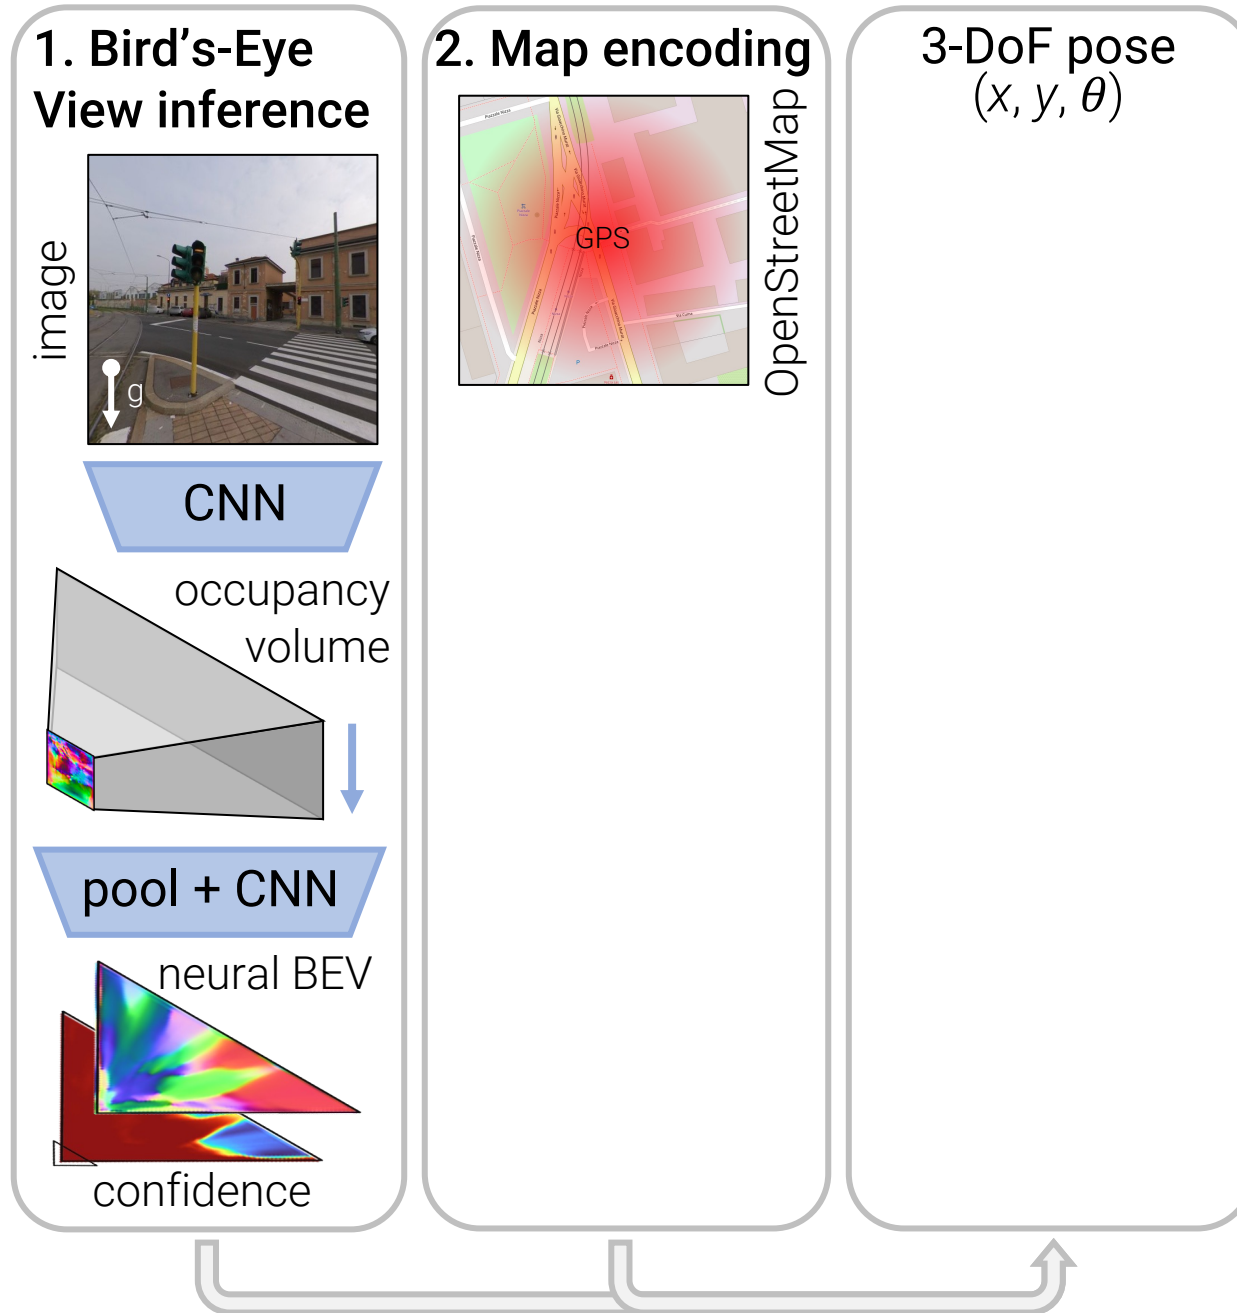 1. Bird's-Eye
View inference
image
g
CNN
occupancy
volume
pool + CNN
neural BEV
confidence
2. Map encoding
GPS
OpenStreetMap
3-DoF pose
(x, y, θ)